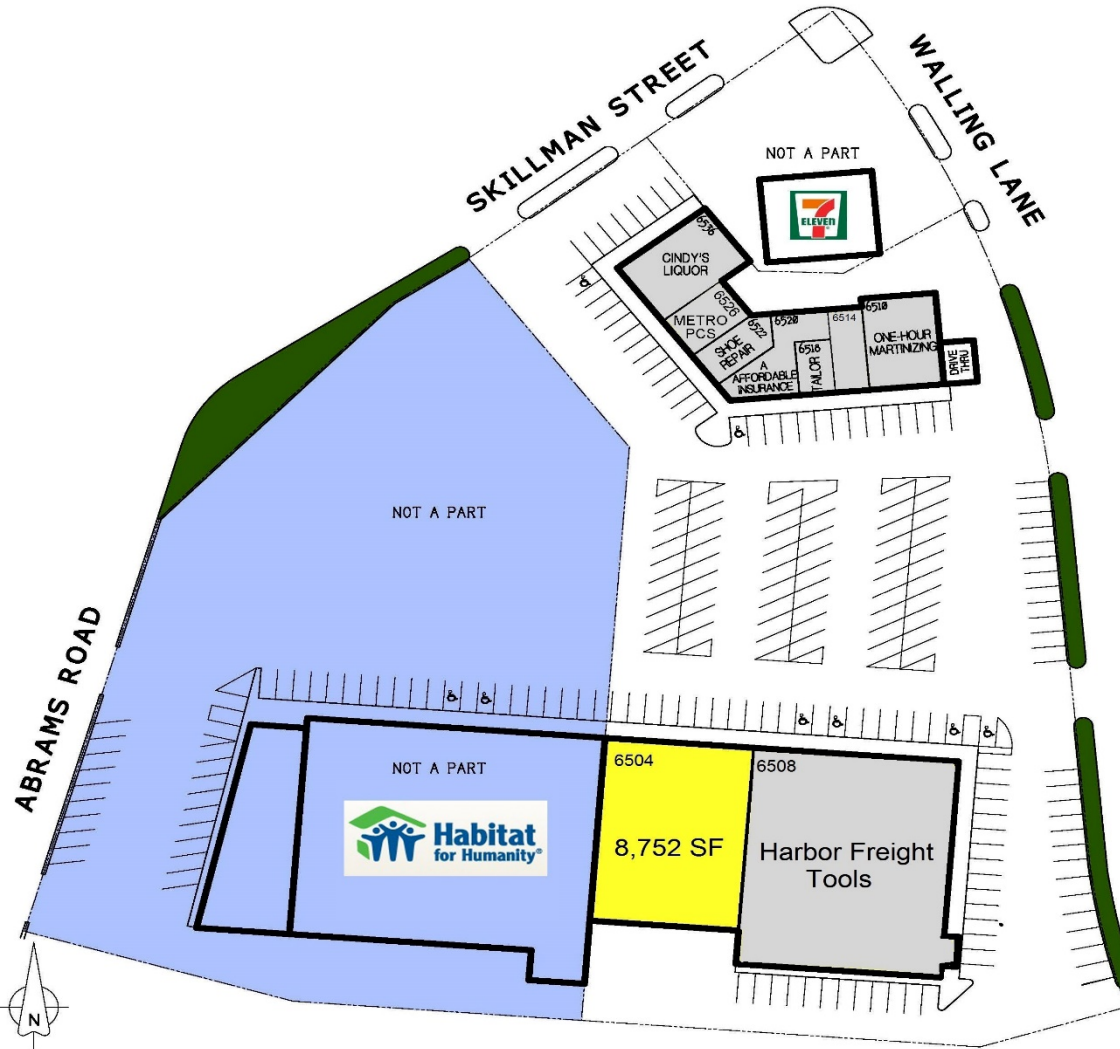 SKILLMAN STREET
WALLING LANE
NOT A PART
7
ELEVEN
6536
CINDY'S
LIQUOR
6526
METRO
PCS
6522
SHOE
REPAIR
6520
A
AFFORDABLE
INSURANCE
6518
TAILOR
6514
6510
ONE-HOUR
MARTINIZING
DRIVE
THRU
NOT A PART
ABRAMS ROAD
NOT A PART
Habitat
for Humanity®
6504
8,752 SF
6508
Harbor Freight
Tools
N